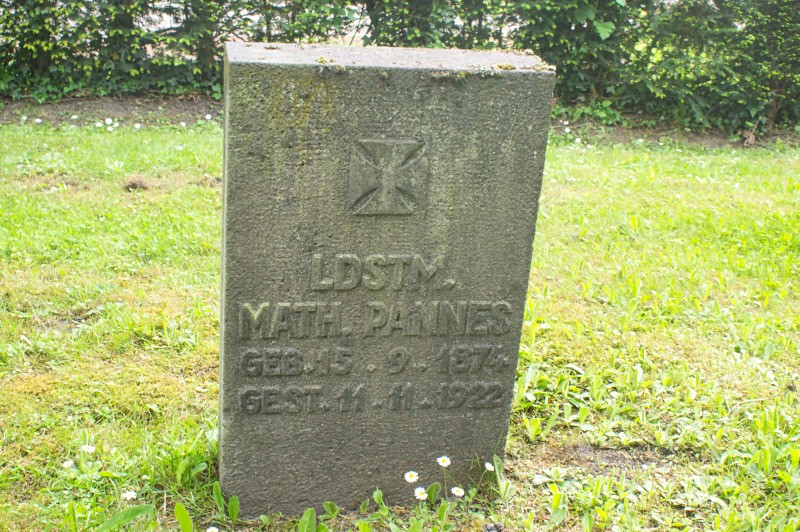 LDSTM.
MATH. PANNES
GEB. 15. 9. 1874.
GEST. 11. 11. 1922